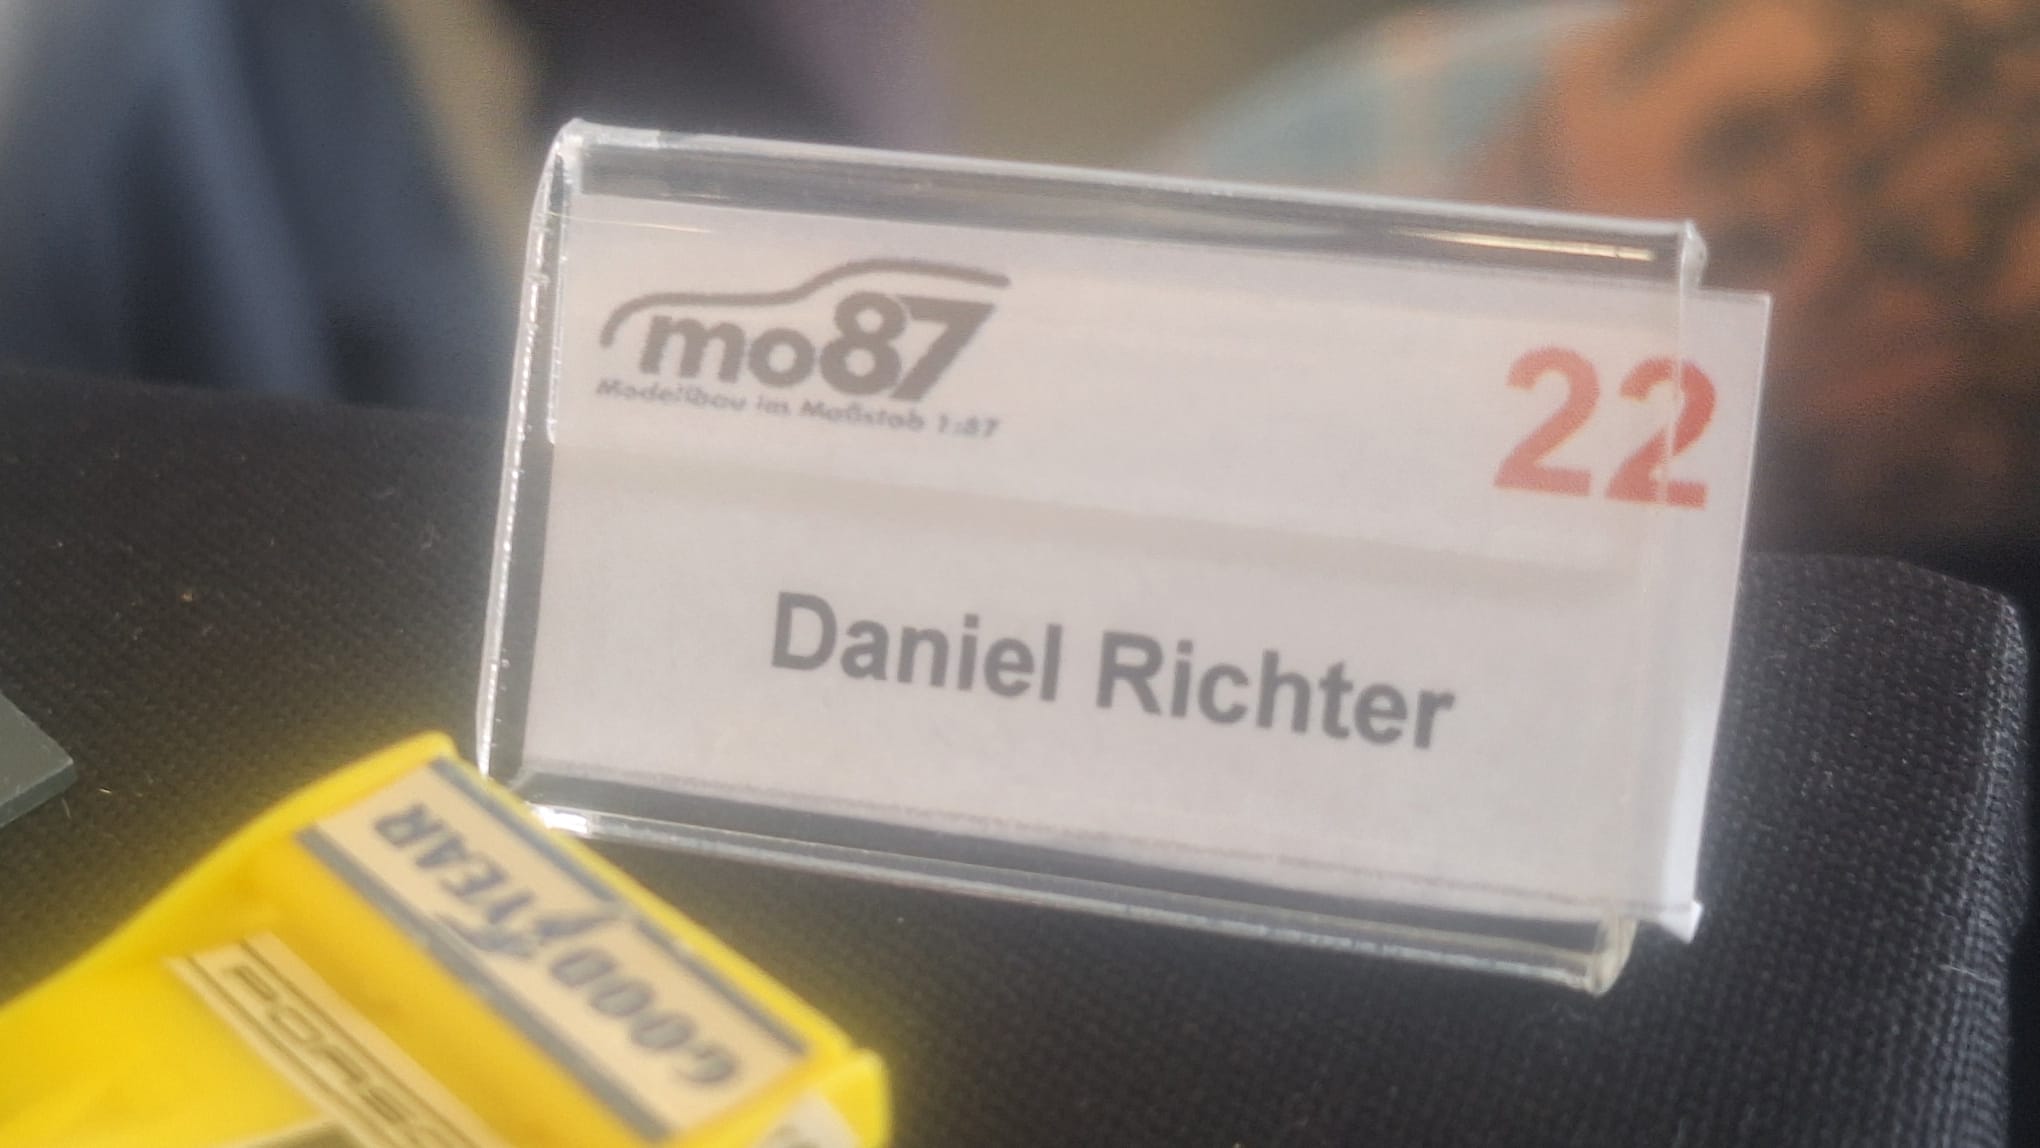 mo87
Modellbau im Maßstab 1:87
22
Daniel Richter
GOODYEAR